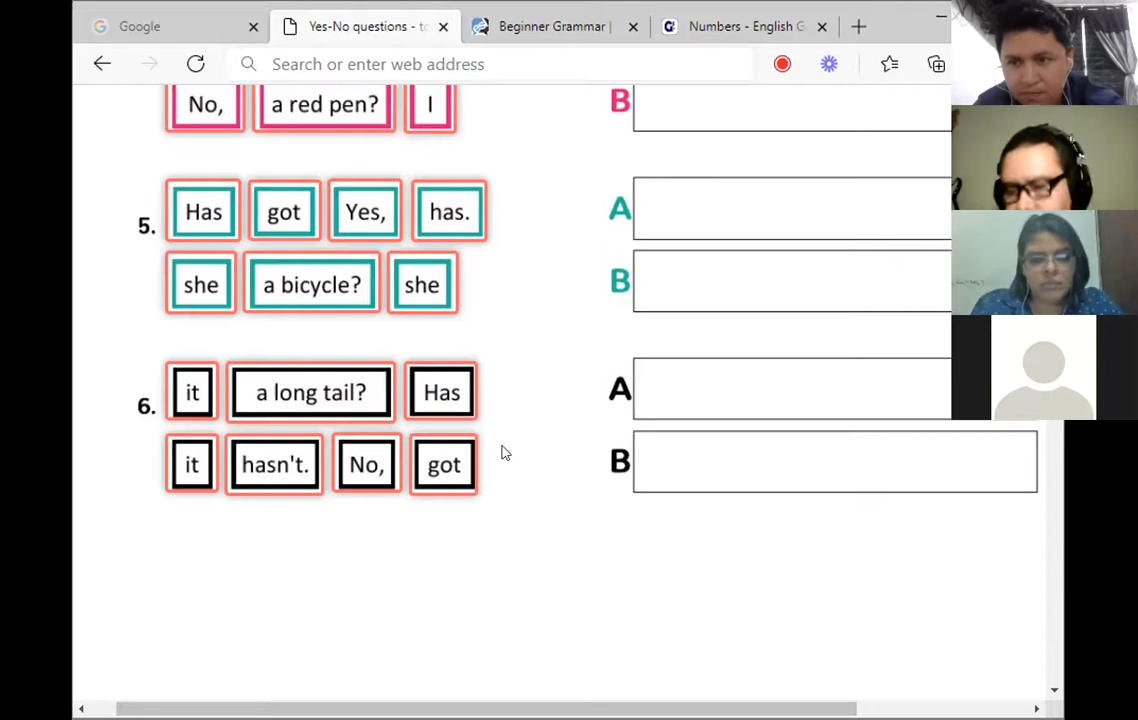 Google
Yes-No questions - to
Beginner Grammar |
Numbers - English G
Search or enter web address
No, a red pen? I
B
5.
Has got Yes, has.
she a bicycle? she
A
B
6.
it a long tail? Has
it hasn't. No, got
A
B